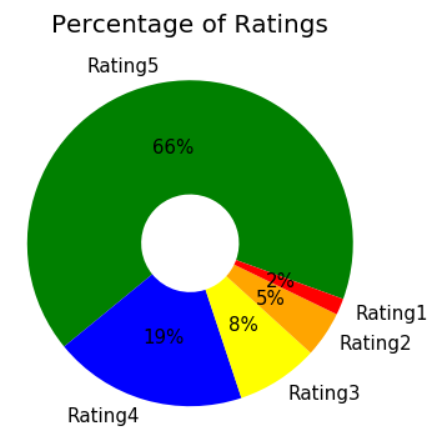 Percentage of Ratings
Rating5
66%
2%
5%
Rating1
8%
19%
Rating2
Rating3
Rating4